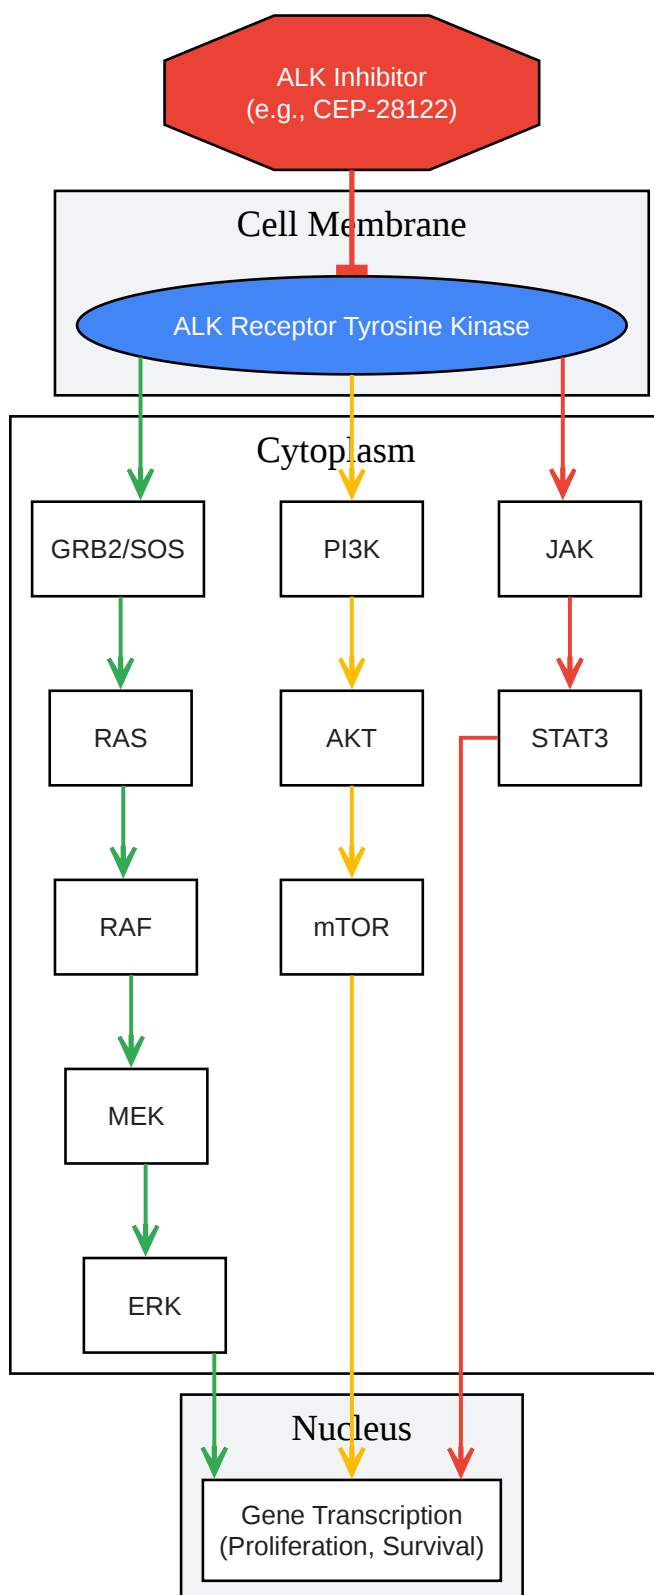 ALK Inhibitor
(e.g., CEP-28122)
Cell Membrane
ALK Receptor Tyrosine Kinase
Cytoplasm
GRB2/SOS
PI3K
JAK
RAS
AKT
STAT3
RAF
mTOR
MEK
ERK
Nucleus
Gene Transcription
(Proliferation, Survival)